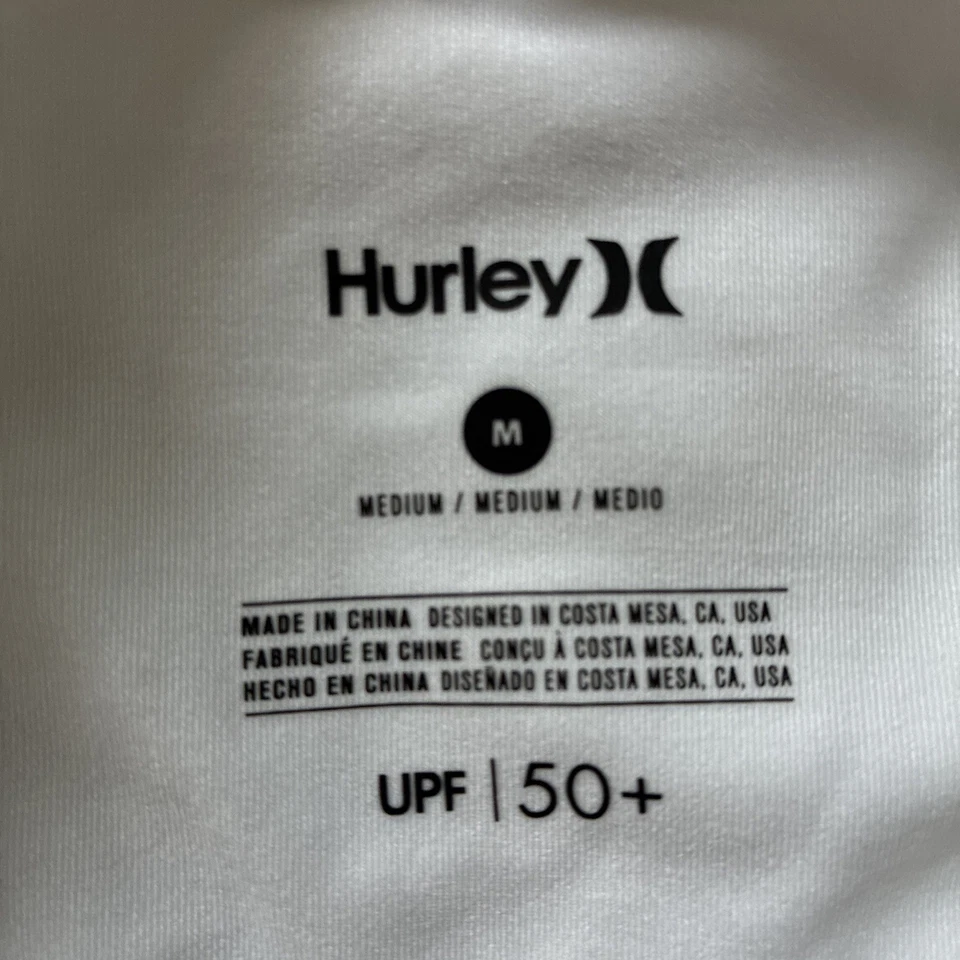 Hurley
M
MEDIUM / MEDIUM / MEDIO
MADE IN CHINA DESIGNED IN COSTA MESA, CA, USA
FABRIQUÉ EN CHINE CONÇU À COSTA MESA, CA, USA
HECHO EN CHINA DISEÑADO EN COSTA MESA, CA, USA
UPF | 50+